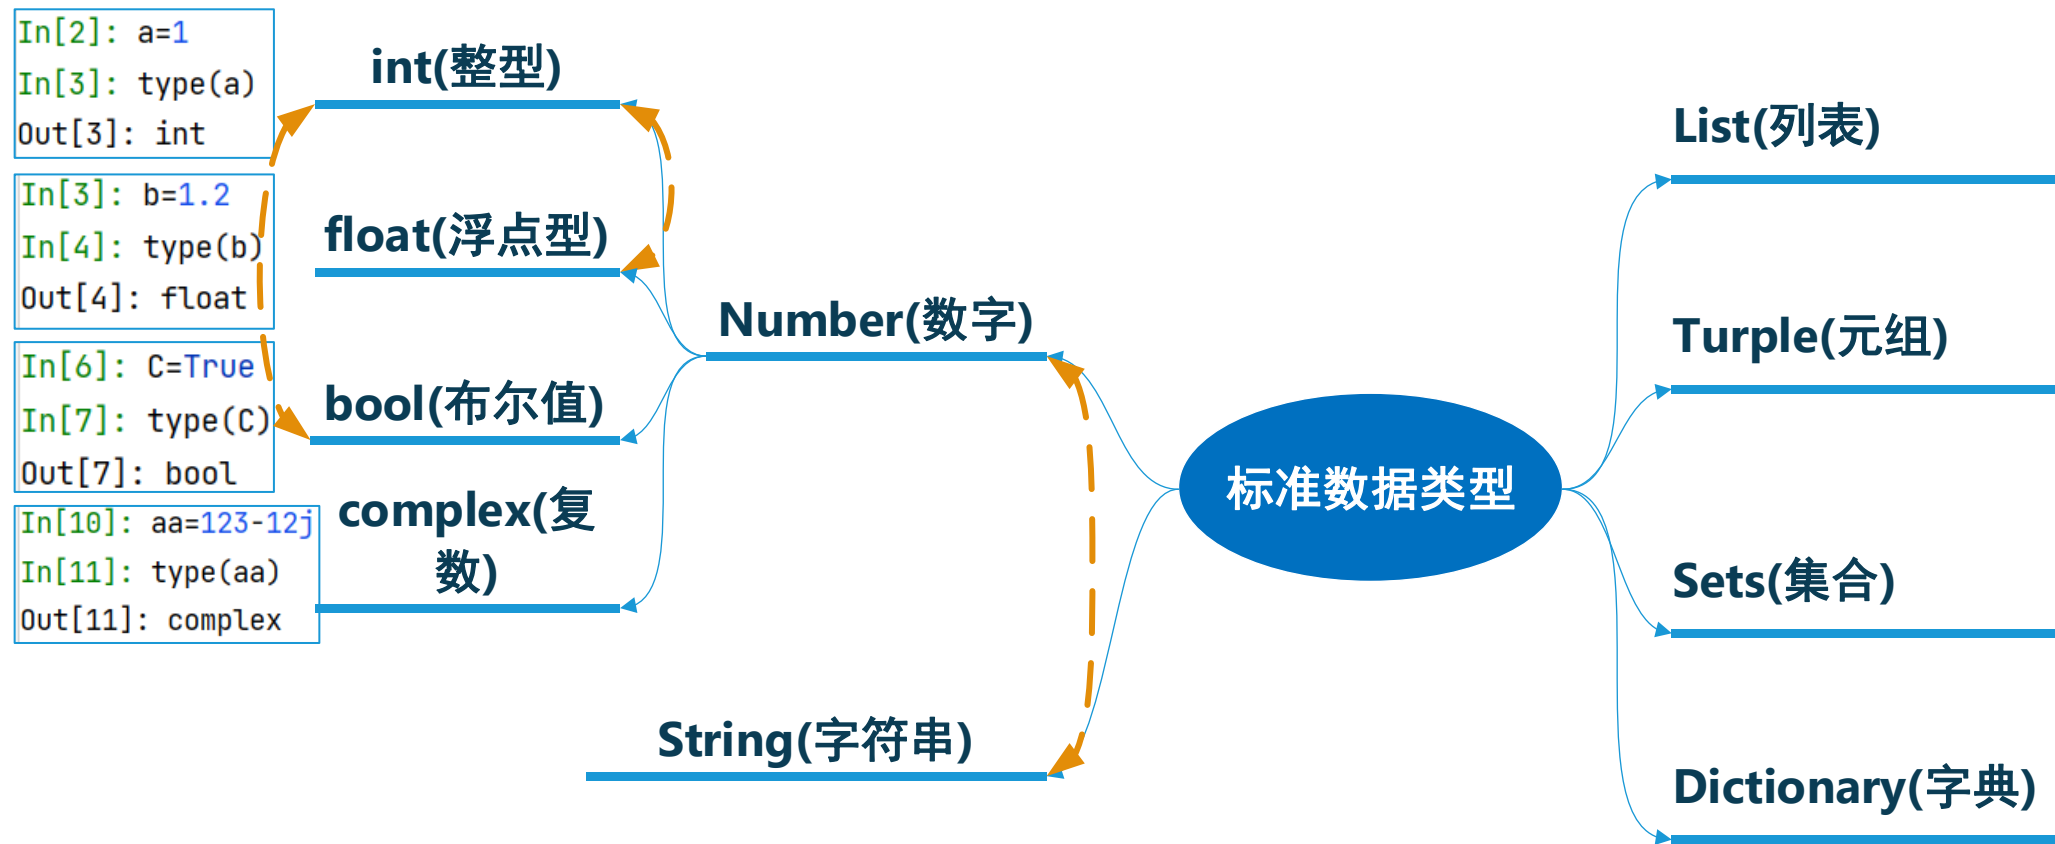 In[2]: a=1
In[3]: type(a)
Out[3]: int
In[3]: b=1.2
In[4]: type(b)
Out[4]: float
In[6]: C=True
In[7]: type(C)
Out[7]: bool
In[10]: aa=123-12j
In[11]: type(aa)
Out[11]: complex
int(整型)
float(浮点型)
bool(布尔值)
complex(复
数)
Number(数字)
String(字符串)
标准数据类型
List(列表)
Turple(元组)
Sets(集合)
Dictionary(字典)